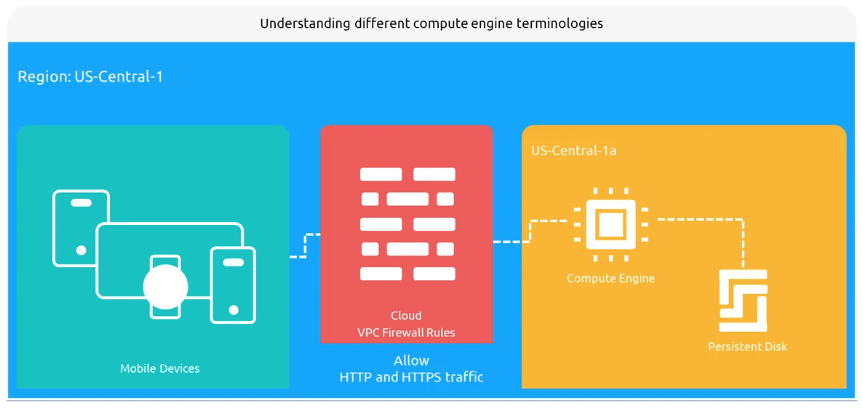 Understanding different compute engine terminologies
Region: US-Central-1
US-Central-1a
Compute Engine
Cloud
VPC Firewall Rules
Persistent Disk
Allow
HTTP and HTTPS traffic
Mobile Devices